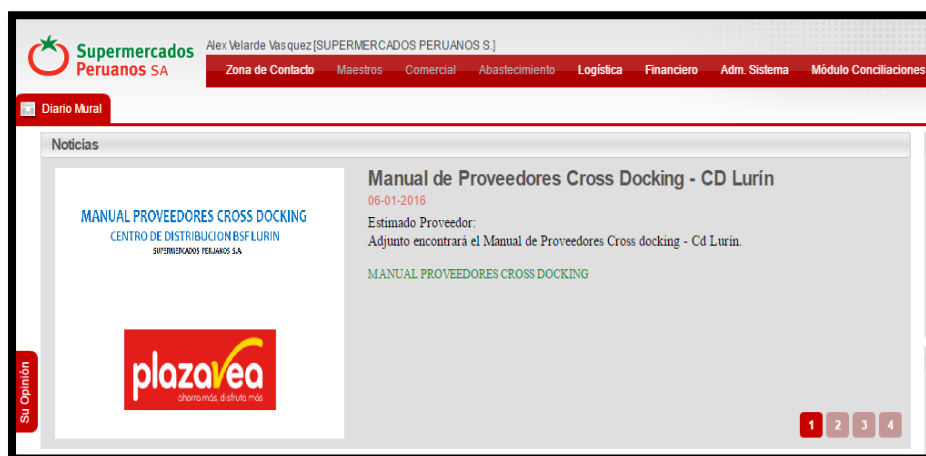 Supermercados
Peruanos SA
Alex Velarde Vasquez [SUPERMERCADOS PERUANOS S.]
Zona de Contacto Maestros Comercial Abastecimiento Logística Financiero Adm. Sistema Módulo Conciliaciones
Diario Mural
Noticias
MANUAL PROVEEDORES CROSS DOCKING
CENTRO DE DISTRIBUCION BSF LURIN
SUPERMERCADOS PERUANOS S.A.
plazavea
ahorra más, disfruta más
Manual de Proveedores Cross Docking - CD Lurín
06-01-2016
Estimado Proveedor:
Adjunto encontrará el Manual de Proveedores Cross docking - Cd Lurin.
MANUAL PROVEEDORES CROSS DOCKING
Su Opinión
1 2 3 4